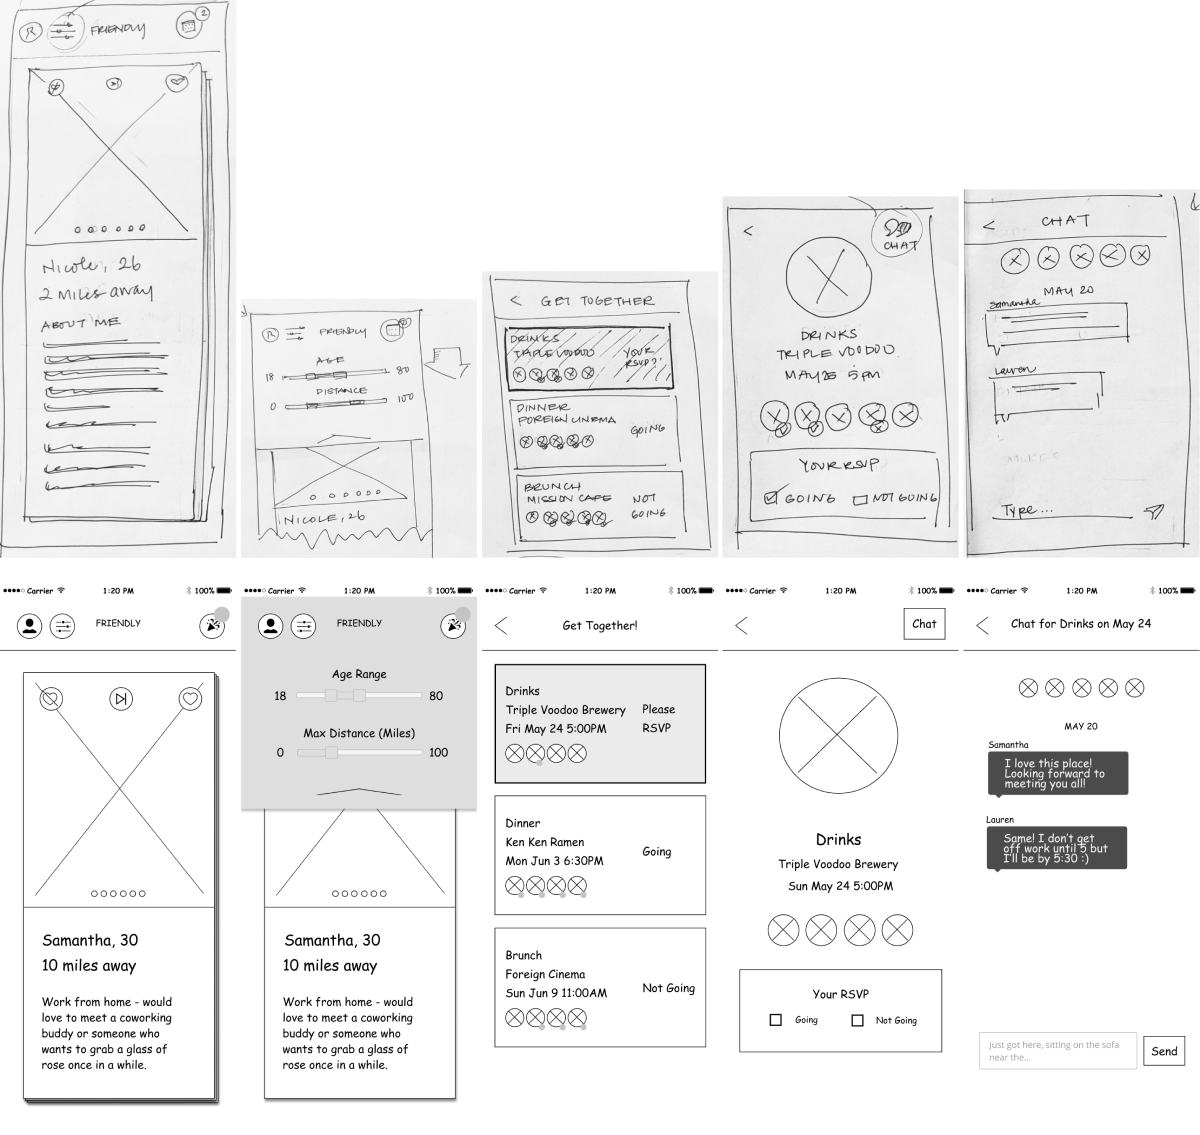 R
FRIENDLY
2
NICOLE, 26
2 MILES AWAY
ABOUT ME
R
FRIENDLY
AGE
18
80
DISTANCE
0
100
NICOLE, 26
< GET TOGETHER
DRINKS
TRIPLE VOODOO
YOUR
RSVP?
DINNER
FOREIGN CINEMA
GOING
BRUNCH
MISSION CAFE
NOT
GOING
<
CHAT
DRINKS
TRIPLE VOODOO
MAY 25 5PM
YOUR RSVP
GOING
NOT GOING
< CHAT
MAY 20
Samantha
Lauren
Type...
Carrier
1:20 PM
100%
FRIENDLY
Samantha, 30
10 miles away
Work from home - would
love to meet a coworking
buddy or someone who
wants to grab a glass of
rose once in a while.
Carrier
1:20 PM
100%
FRIENDLY
Age Range
18
80
Max Distance (Miles)
0
100
Samantha, 30
10 miles away
Work from home - would
love to meet a coworking
buddy or someone who
wants to grab a glass of
rose once in a while.
Carrier
1:20 PM
100%
Get Together!
Drinks
Triple Voodoo Brewery
Fri May 24 5:00PM
Please
RSVP
Dinner
Ken Ken Ramen
Mon Jun 3 6:30PM
Going
Brunch
Foreign Cinema
Sun Jun 9 11:00AM
Not Going
Carrier
1:20 PM
100%
Chat
Drinks
Triple Voodoo Brewery
Sun May 24 5:00PM
Your RSVP
Going
Not Going
Carrier
1:20 PM
100%
Chat for Drinks on May 24
MAY 20
Samantha
I love this place!
Looking forward to
meeting you all!
Lauren
Same! I don't get
off work until 5 but
I'll be by 5:30 :)
Just got here, sitting on the sofa
near the...
Send